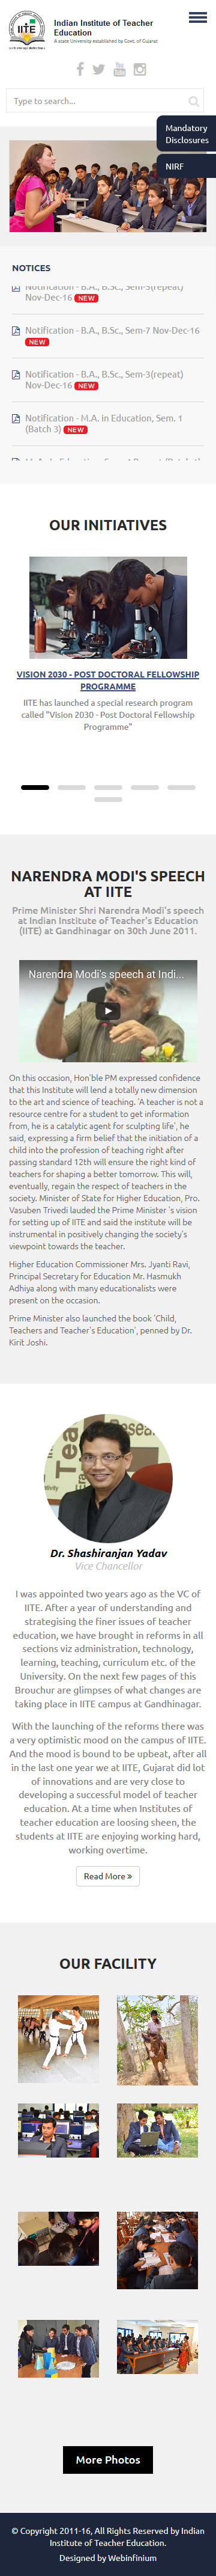 IITE
Indian Institute of Teacher
Education
A state University established by Govt. of Gujarat
Type to search...
Mandatory
Disclosures
NIRF
NOTICES
Notification - B.A., B.Sc., Sem-5(repeat)
Nov-Dec-16 NEW
Notification - B.A., B.Sc., Sem-7 Nov-Dec-16
NEW
Notification - B.A., B.Sc., Sem-3(repeat)
Nov-Dec-16 NEW
Notification - M.A. in Education, Sem. 1
(Batch 3) NEW
OUR INITIATIVES
VISION 2030 - POST DOCTORAL FELLOWSHIP
PROGRAMME
IITE has launched a special research program
called "Vision 2030 - Post Doctoral Fellowship
Programme"
NARENDRA MODI'S SPEECH
AT IITE
Prime Minister Shri Narendra Modi's speech
at Indian Institute of Teacher's Education
(IITE) at Gandhinagar on 30th June 2011.
Narendra Modi's speech at Indi...
On this occasion, Hon'ble PM expressed confidence
that this Institute will lend a totally new dimension
to the art and science of teaching. 'A teacher is not a
resource centre for a student to get information
from, he is a catalytic agent for sculpting life', he
said, expressing a firm belief that the initiation of a
child into the profession of teaching right after
passing standard 12th will ensure the right kind of
teachers for shaping a better tomorrow. This will,
eventually, regain the respect of teachers in the
society. Minister of State for Higher Education, Pro.
Vasuben Trivedi lauded the Prime Minister 's vision
for setting up of IITE and said the institute will be
instrumental in positively changing the society's
viewpoint towards the teacher.
Higher Education Commissioner Mrs. Jyanti Ravi,
Principal Secretary for Education Mr. Hasmukh
Adhiya along with many educationalists were
present on the occasion.
Prime Minister also launched the book 'Child,
Teachers and Teacher's Education', penned by Dr.
Kirit Joshi.
Dr. Shashiranjan Yadav
Vice Chancellor
I was appointed two years ago as the VC of
IITE. After a year of understanding and
strategising the finer issues of teacher
education, we have brought in reforms in all
sections viz administration, technology,
learning, teaching, curriculum etc. of the
University. On the next few pages of this
Brouchur are glimpses of what changes are
taking place in IITE campus at Gandhinagar.
With the launching of the reforms there was
a very optimistic mood on the campus of IITE.
And the mood is bound to be upbeat, after all
in the last one year we at IITE, Gujarat did lot
of innovations and are very close to
developing a successful model of teacher
education. At a time when Institutes of
teacher education are loosing sheen, the
students at IITE are enjoying working hard,
working overtime.
Read More »
OUR FACILITY
More Photos
© Copyright 2011-16, All Rights Reserved by Indian
Institute of Teacher Education.
Designed by Webinfinium